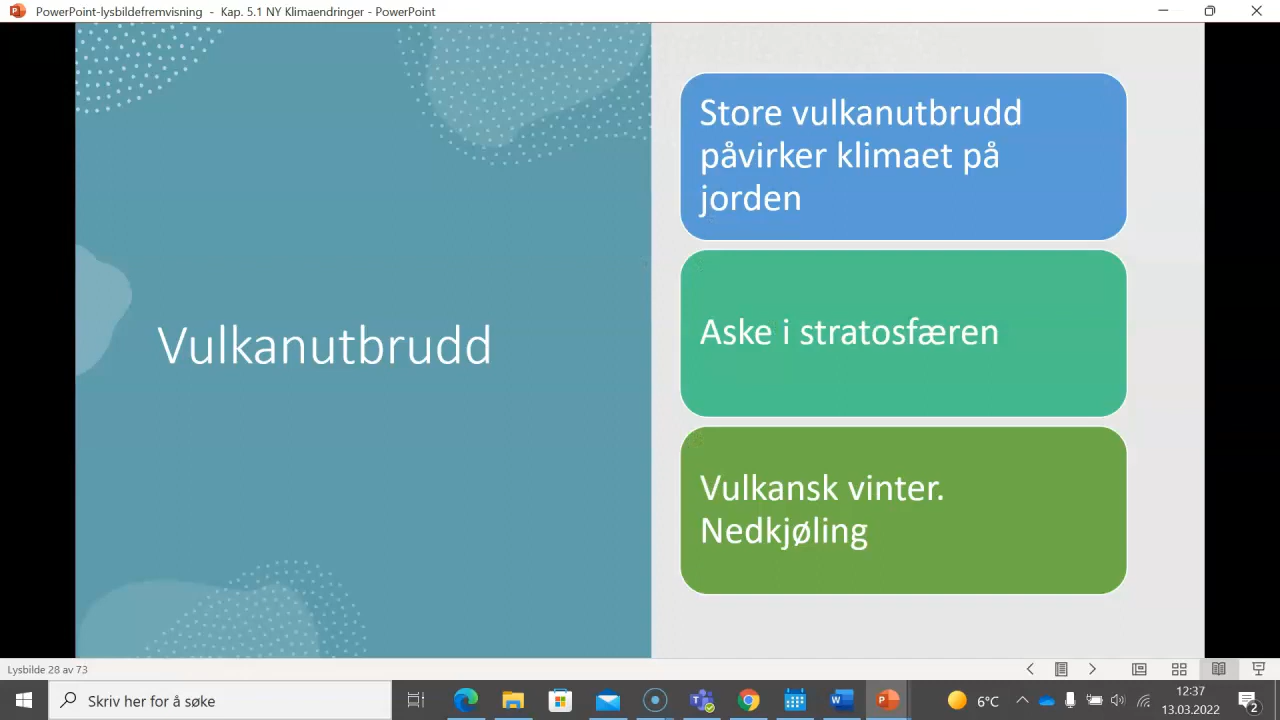 PowerPoint-lysbildefremvisning - Kap. 5.1 NY Klimaendringer - PowerPoint
Vulkanutbrudd
Store vulkanutbrudd
påvirker klimaet på
jorden
Aske i stratosfæren
Vulkansk vinter.
Nedkjøling
Lysbilde 28 av 73
Skriv her for å søke
6°C
12:37
13.03.2022
2